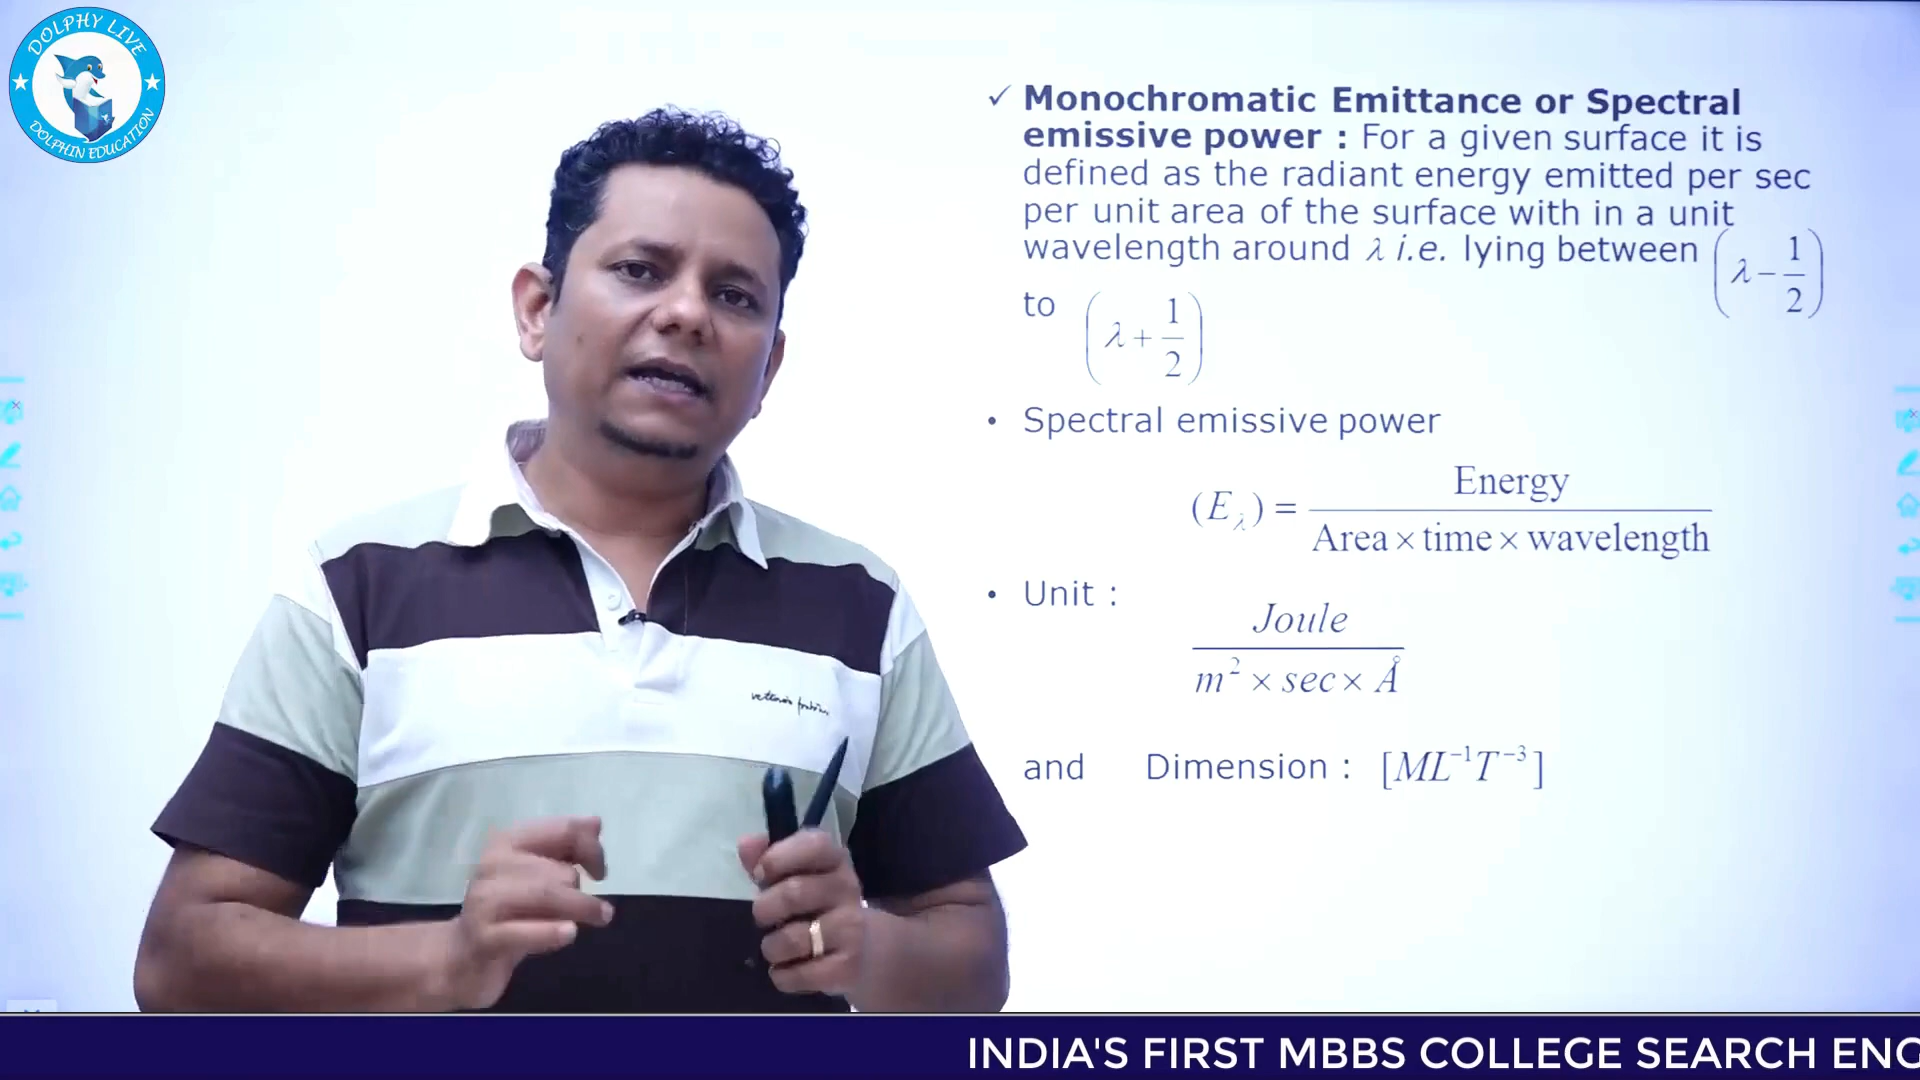 DOLPHY LIVE
DOLPHIN EDUCATION
✓ Monochromatic Emittance or Spectral
emissive power : For a given surface it is
defined as the radiant energy emitted per sec
per unit area of the surface with in a unit
wavelength around λ i.e. lying between (λ − 1/2)
to (λ + 1/2)
• Spectral emissive power
(E_λ) = Energy / (Area × time × wavelength)
• Unit : Joule / (m² × sec × Å)
and Dimension : [ML⁻¹T⁻³]
INDIA'S FIRST MBBS COLLEGE SEARCH ENG